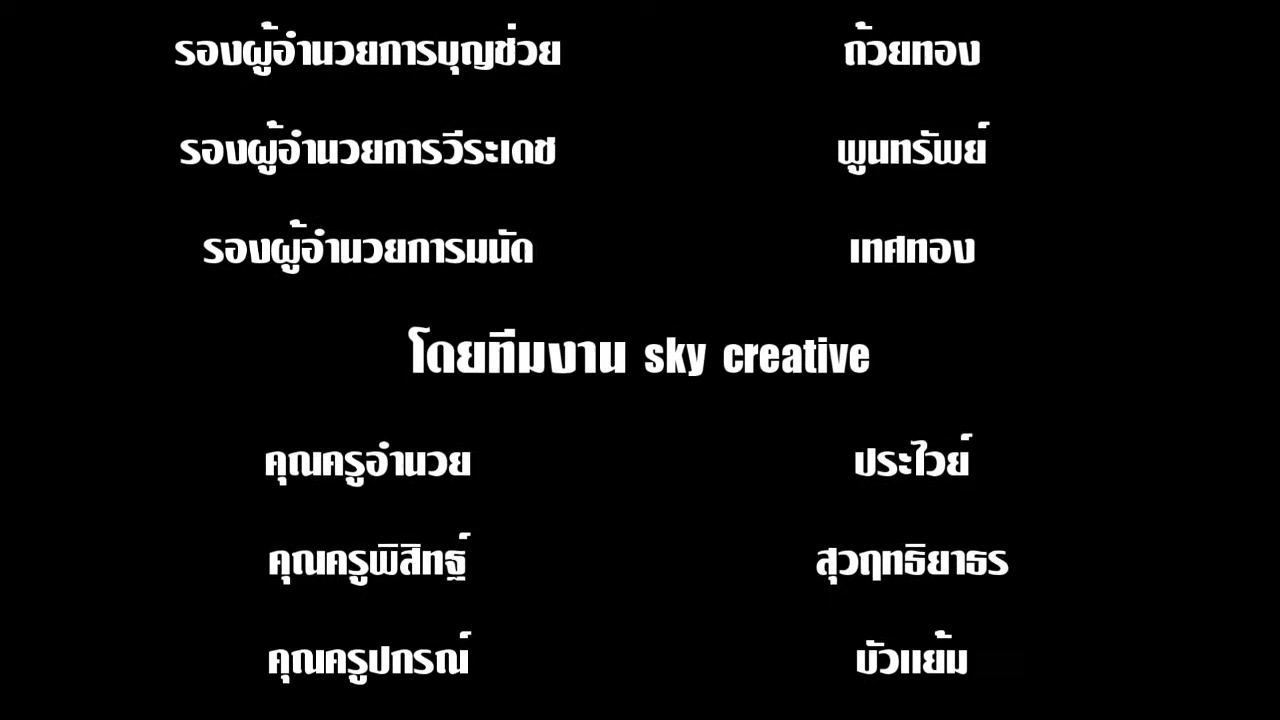 รองผู้อำนวยการบุญช่วย ถ้วยทอง
รองผู้อำนวยการวีระเดช พูนทรัพย์
รองผู้อำนวยการมนัด เทศทอง
โดยทีมงาน sky creative
คุณครูอำนวย ประไวย์
คุณครูพิสิทธิ์ สุวฤทธิยาธร
คุณครูปกรณ์ บัวแย้ม